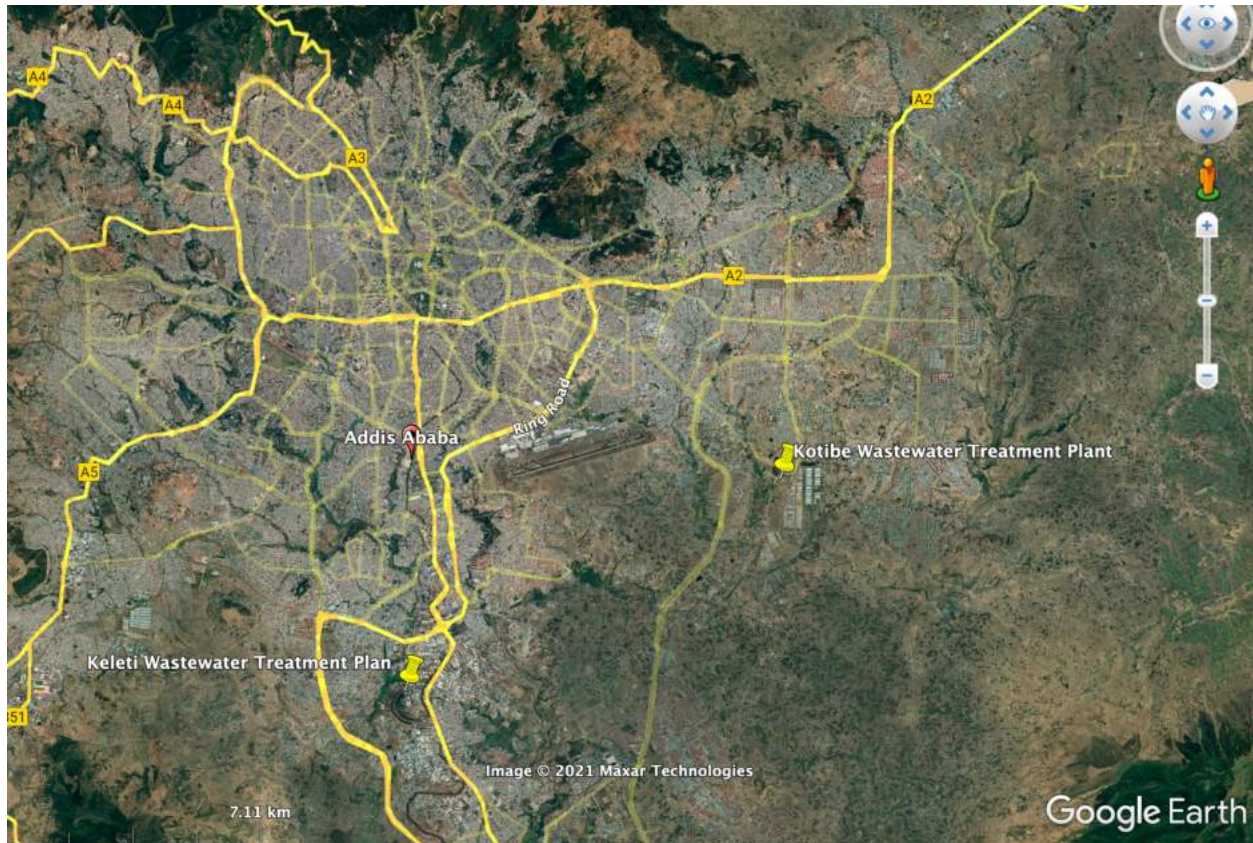 A2
A4
A4
A3
A2
Ring Road
Addis Ababa
Kotibe Wastewater Treatment Plant
A5
Keleti Wastewater Treatment Plan
351
Image © 2021 Maxar Technologies
7.11 km
Google Earth